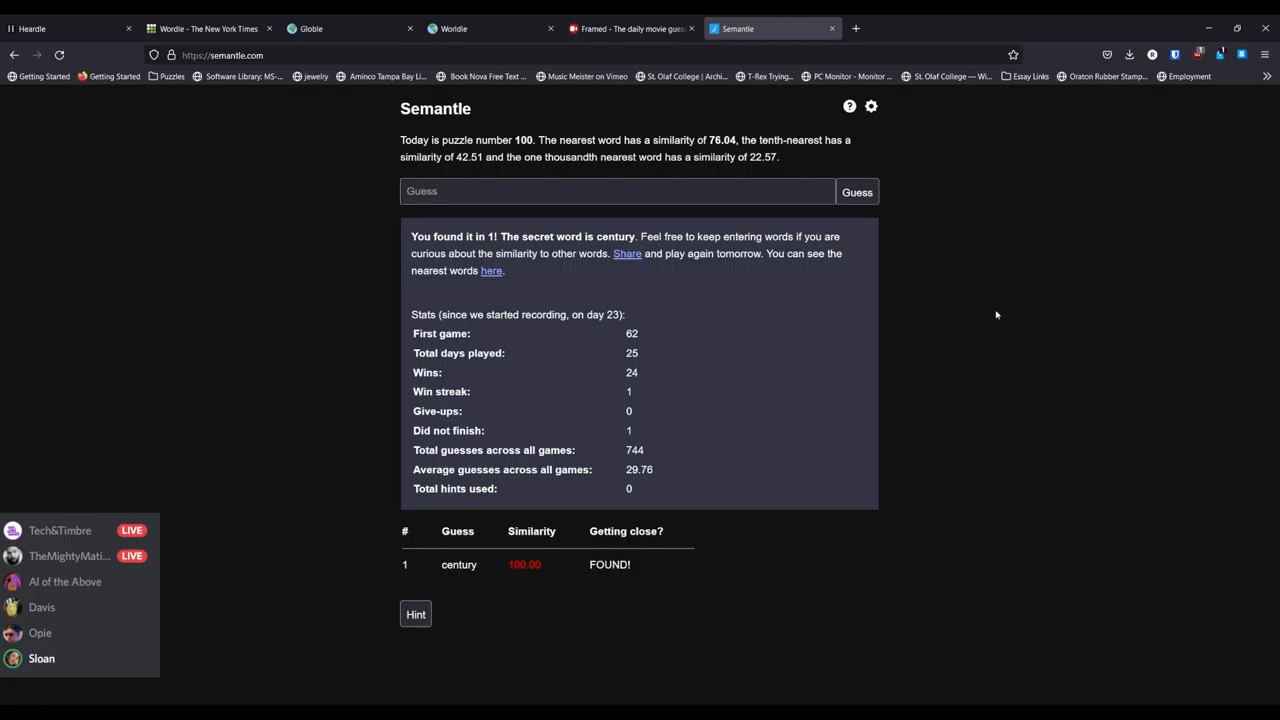 Heardle
Wordle - The New York Times
Globle
Worldle
Framed - The daily movie gues
Semantle
https://semantle.com
Getting Started
Getting Started
Puzzles
Software Library: MS-...
jewelry
Aminco Tampa Bay Li...
Book Nova Free Text ...
Music Meister on Vimeo
St. Olaf College | Archi...
T-Rex Trying...
PC Monitor - Monitor ...
St. Olaf College — Wi...
Essay Links
Oraton Rubber Stamp...
Employment
Semantle
Today is puzzle number 100. The nearest word has a similarity of 76.04, the tenth-nearest has a
similarity of 42.51 and the one thousandth nearest word has a similarity of 22.57.
Guess
Guess
You found it in 1! The secret word is century. Feel free to keep entering words if you are
curious about the similarity to other words. Share and play again tomorrow. You can see the
nearest words here.
Stats (since we started recording, on day 23):
First game: 62
Total days played: 25
Wins: 24
Win streak: 1
Give-ups: 0
Did not finish: 1
Total guesses across all games: 744
Average guesses across all games: 29.76
Total hints used: 0
# Guess Similarity Getting close?
1 century 100.00 FOUND!
Hint
Tech&Timbre LIVE
TheMightyMati... LIVE
Al of the Above
Davis
Opie
Sloan